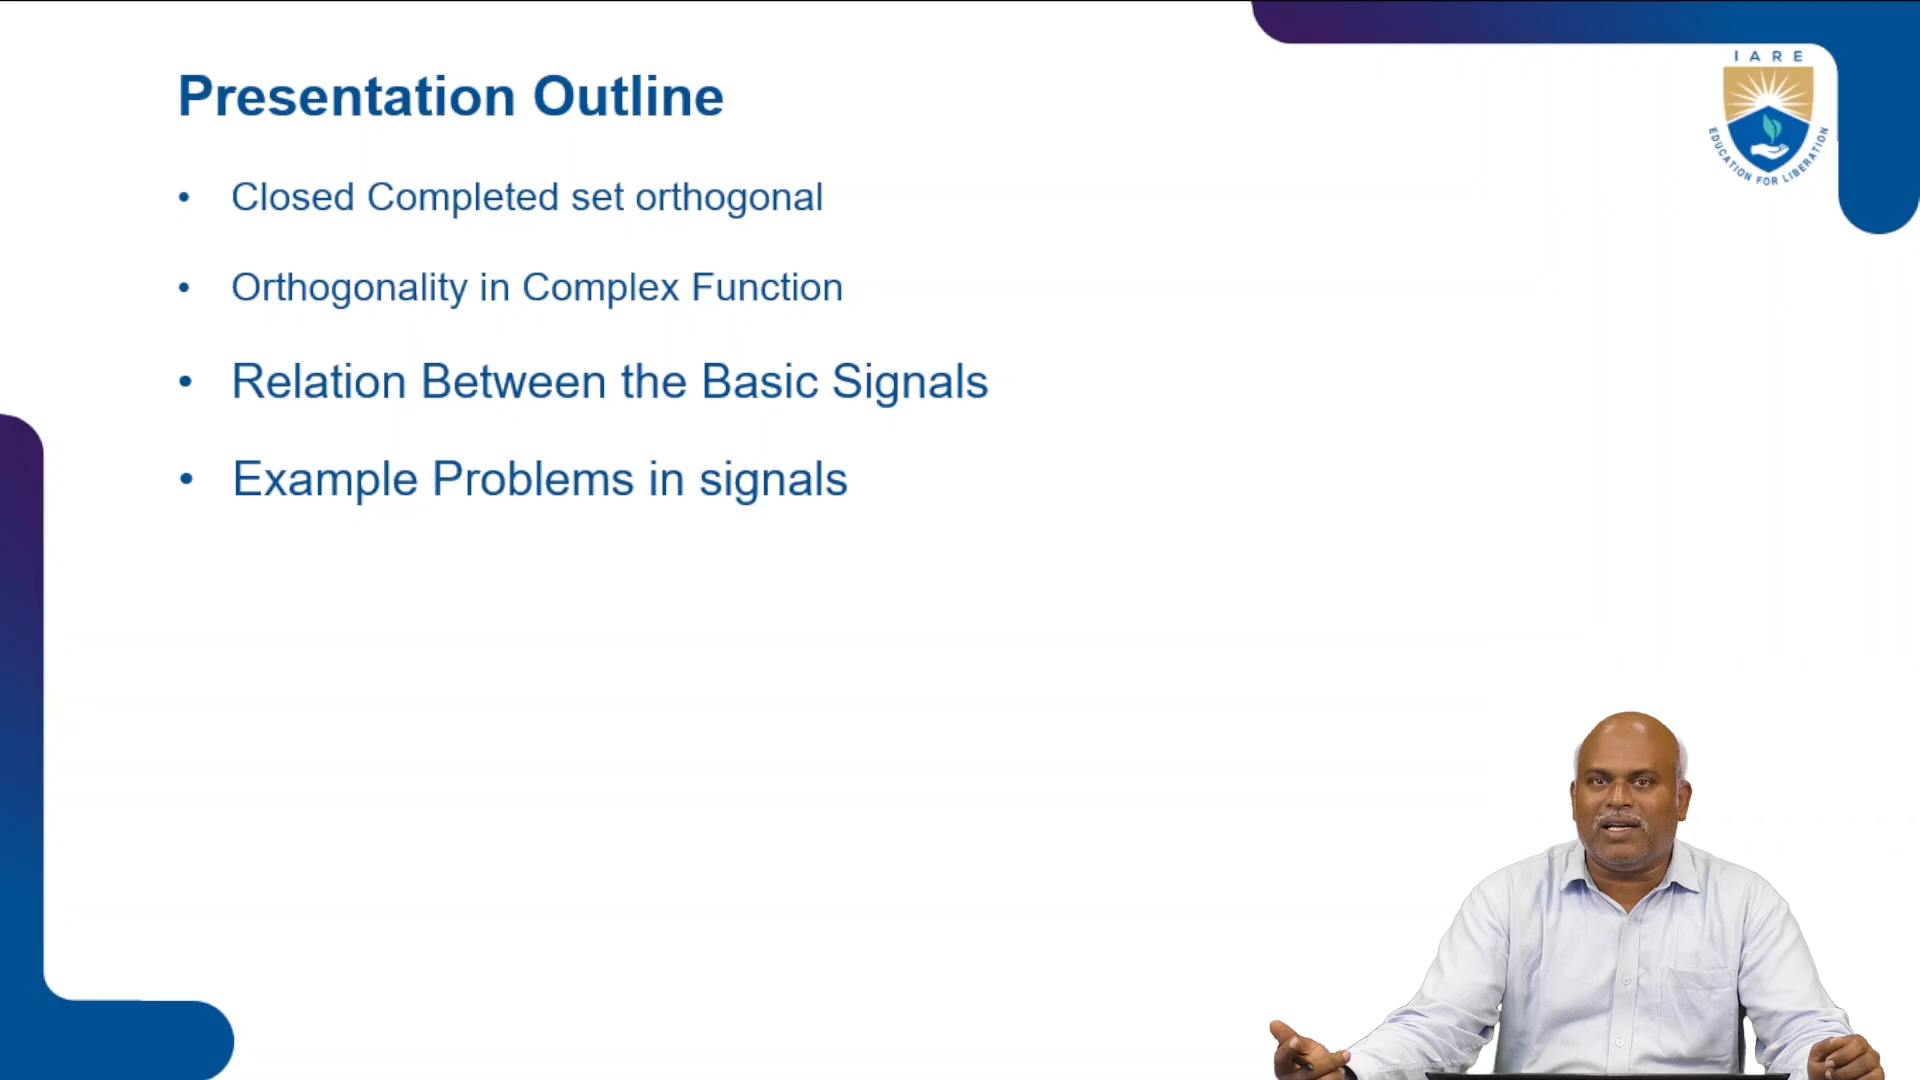 IARE
EDUCATION FOR LIBERATION
Presentation Outline
• Closed Completed set orthogonal
• Orthogonality in Complex Function
• Relation Between the Basic Signals
• Example Problems in signals